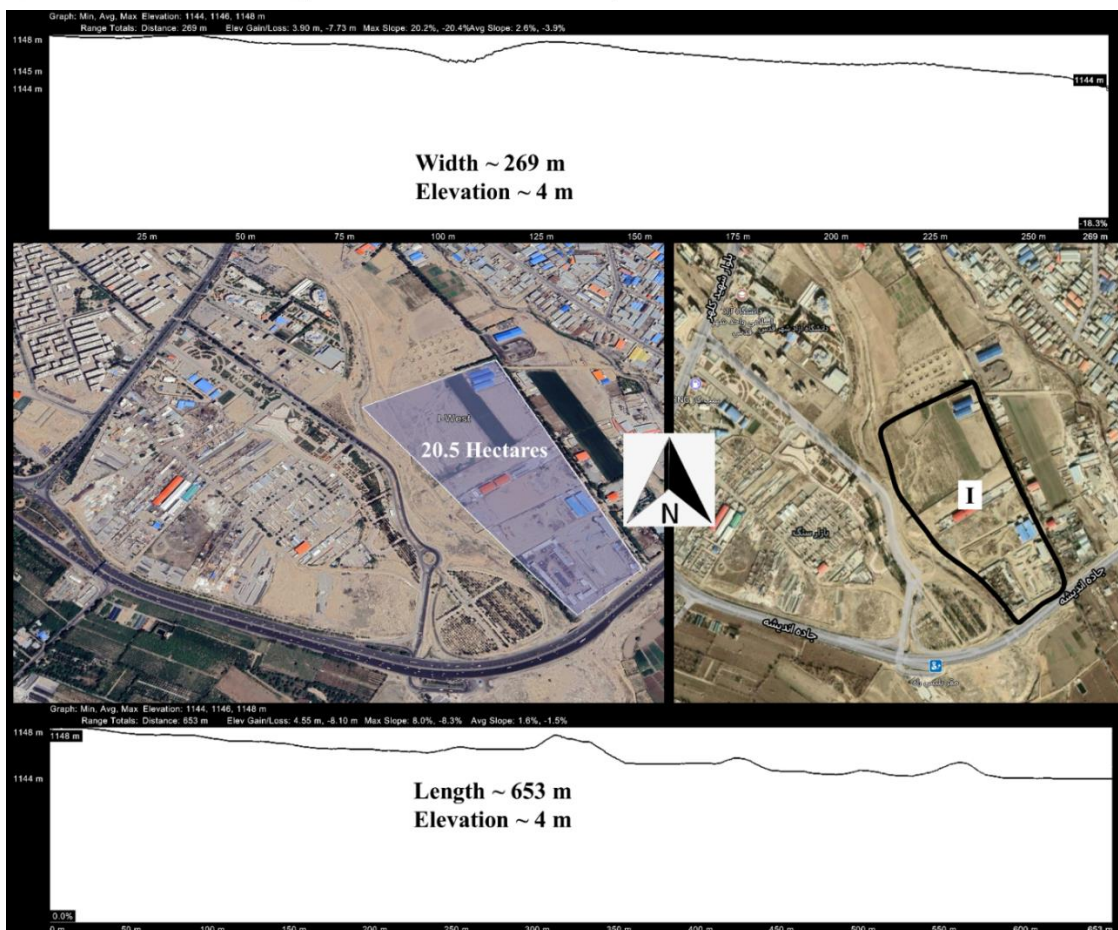 Graph: Min, Avg, Max Elevation: 1144, 1146, 1148 m
Range Totals: Distance: 269 m Elev Gain/Loss: 3.90 m, -7.73 m Max Slope: 20.2%, -20.4% Avg Slope: 2.6%, -3.9%
1148 m
1145 m
1144 m
1144 m
Width ~ 269 m
Elevation ~ 4 m
-18.3%
25 m 50 m 75 m 100 m 125 m 150 m 175 m 200 m 225 m 250 m 269 m
I-West
20.5 Hectares
N
I
بازار سنگ
جاده اندیشه
جاده اندیشه
Graph: Min, Avg, Max Elevation: 1144, 1146, 1148 m
Range Totals: Distance: 653 m Elev Gain/Loss: 4.55 m, -8.10 m Max Slope: 8.0%, -8.3% Avg Slope: 1.6%, -1.5%
1148 m
1148 m
1144 m
Length ~ 653 m
Elevation ~ 4 m
0.0%
0 m 50 m 100 m 150 m 200 m 250 m 300 m 350 m 400 m 450 m 500 m 550 m 600 m 653 m